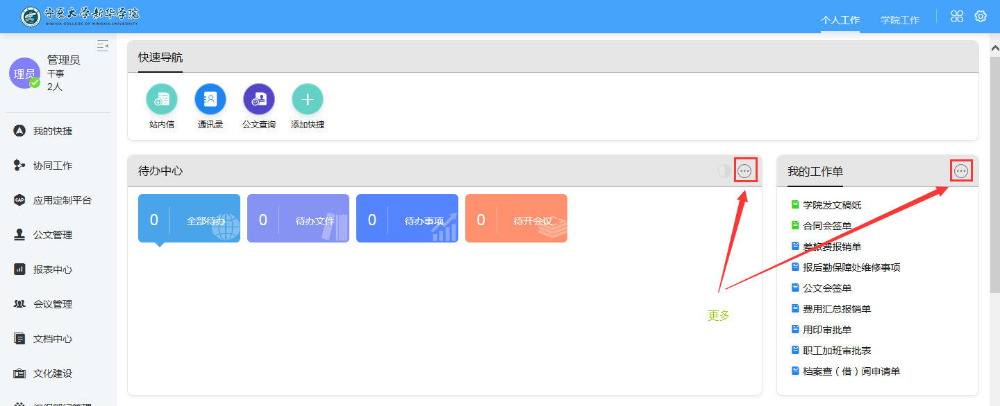 宁夏大学新华学院
XINHUA COLLEGE OF NINGXIA UNIVERSITY
个人工作
学院工作
理员
管理员
干事
2人
我的快捷
协同工作
CAP
应用定制平台
公文管理
报表中心
会议管理
文档中心
文化建设
组织部门管理
快速导航
站内信
通讯录
公文查询
添加快捷
待办中心
0 全部待办
0 待办文件
0 待办事项
0 待开会议
更多
我的工作单
学院发文稿纸
合同会签单
差旅费报销单
报后勤保障处维修事项
公文会签单
费用汇总报销单
用印审批单
职工加班审批表
档案查（借）阅申请单